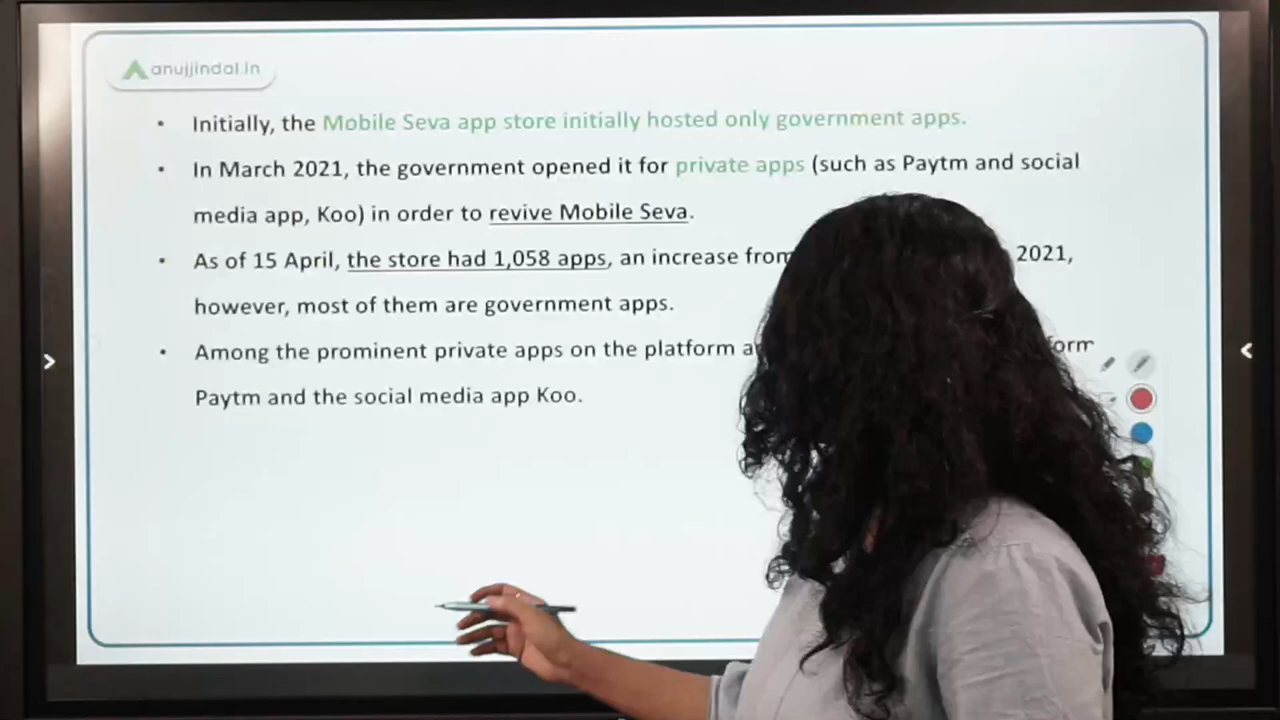 anujjindal.in
• Initially, the Mobile Seva app store initially hosted only government apps.
• In March 2021, the government opened it for private apps (such as Paytm and social
media app, Koo) in order to revive Mobile Seva.
• As of 15 April, the store had 1,058 apps, an increase from 2021,
however, most of them are government apps.
• Among the prominent private apps on the platform
Paytm and the social media app Koo.